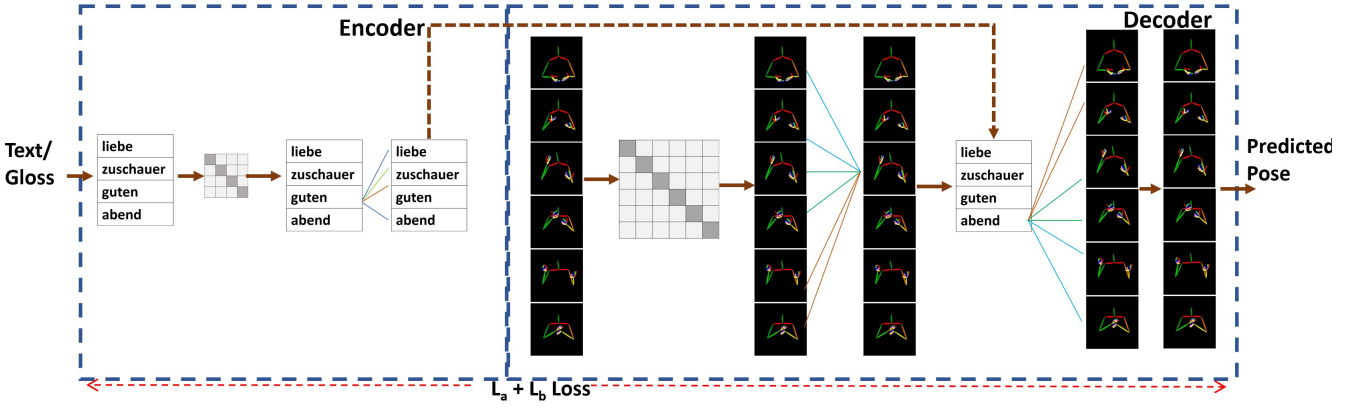 Encoder
Decoder
Text/
Gloss
liebe
zuschauer
guten
abend
liebe
zuschauer
guten
abend
liebe
zuschauer
guten
abend
liebe
zuschauer
guten
abend
Predicted
Pose
Lₐ + L_b Loss